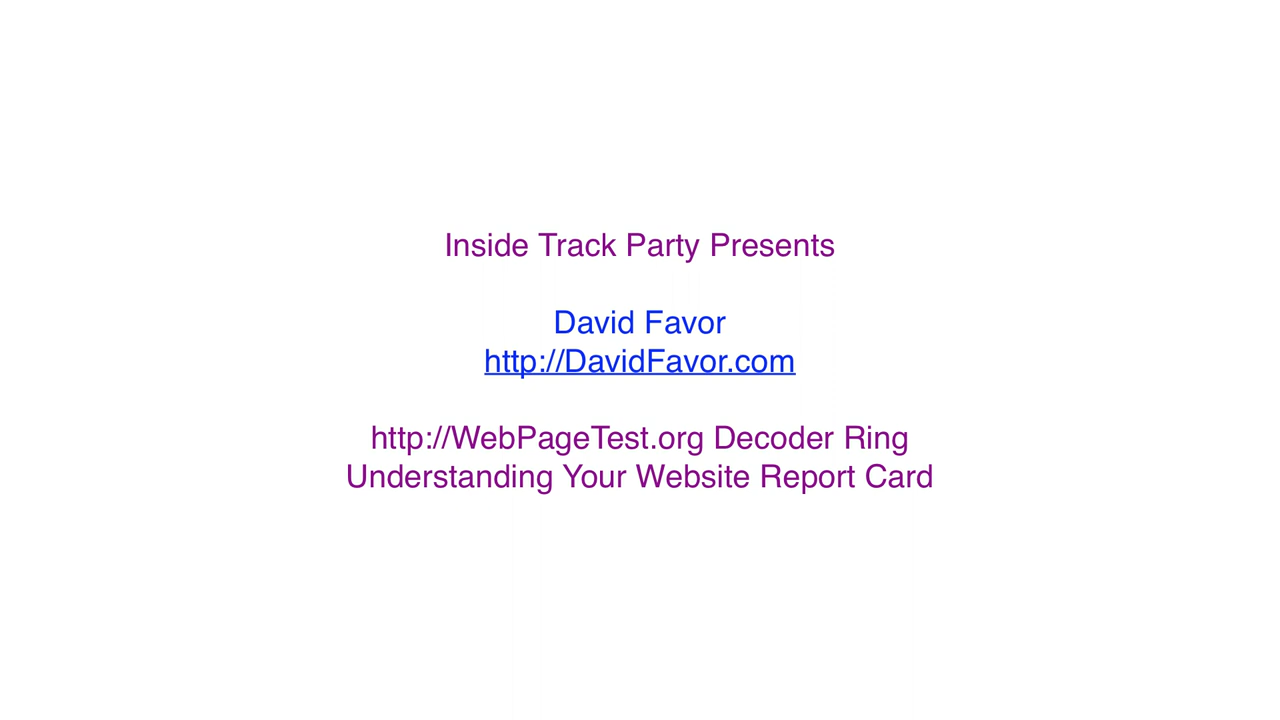 Inside Track Party Presents
David Favor
http://DavidFavor.com
http://WebPageTest.org Decoder Ring
Understanding Your Website Report Card